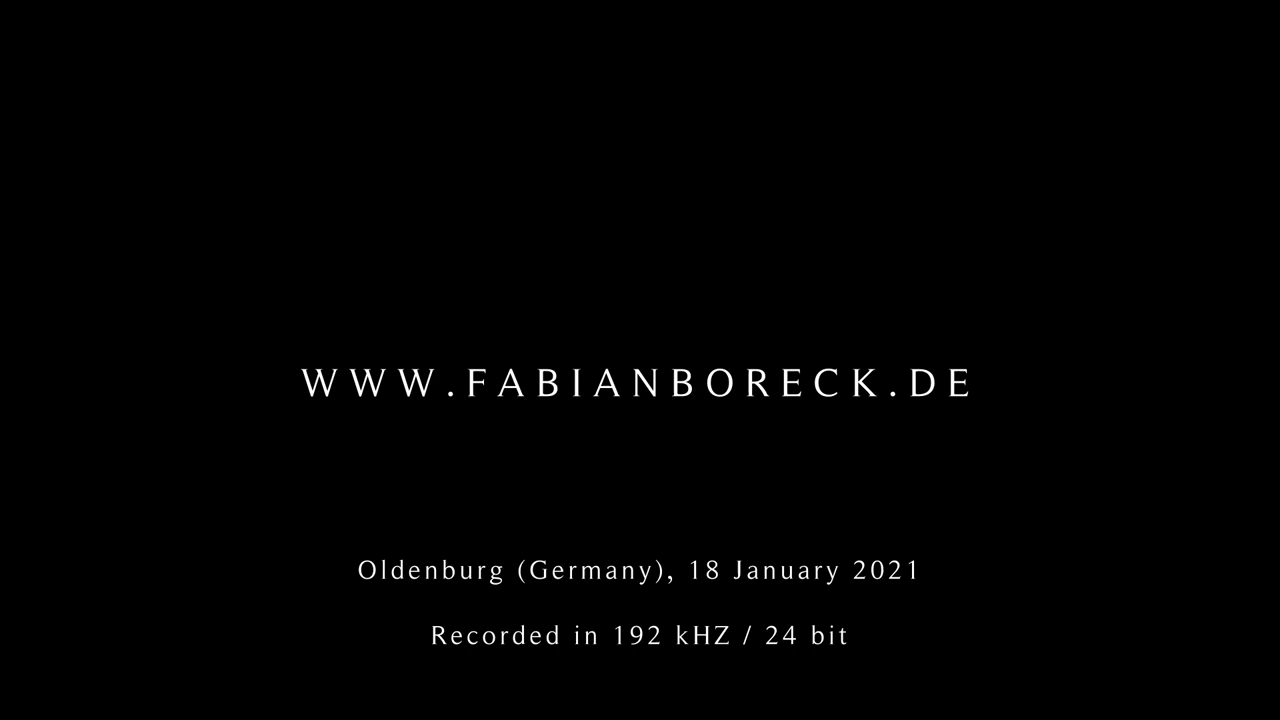 WWW.FABIANBORECK.DE
Oldenburg (Germany), 18 January 2021
Recorded in 192 kHZ / 24 bit